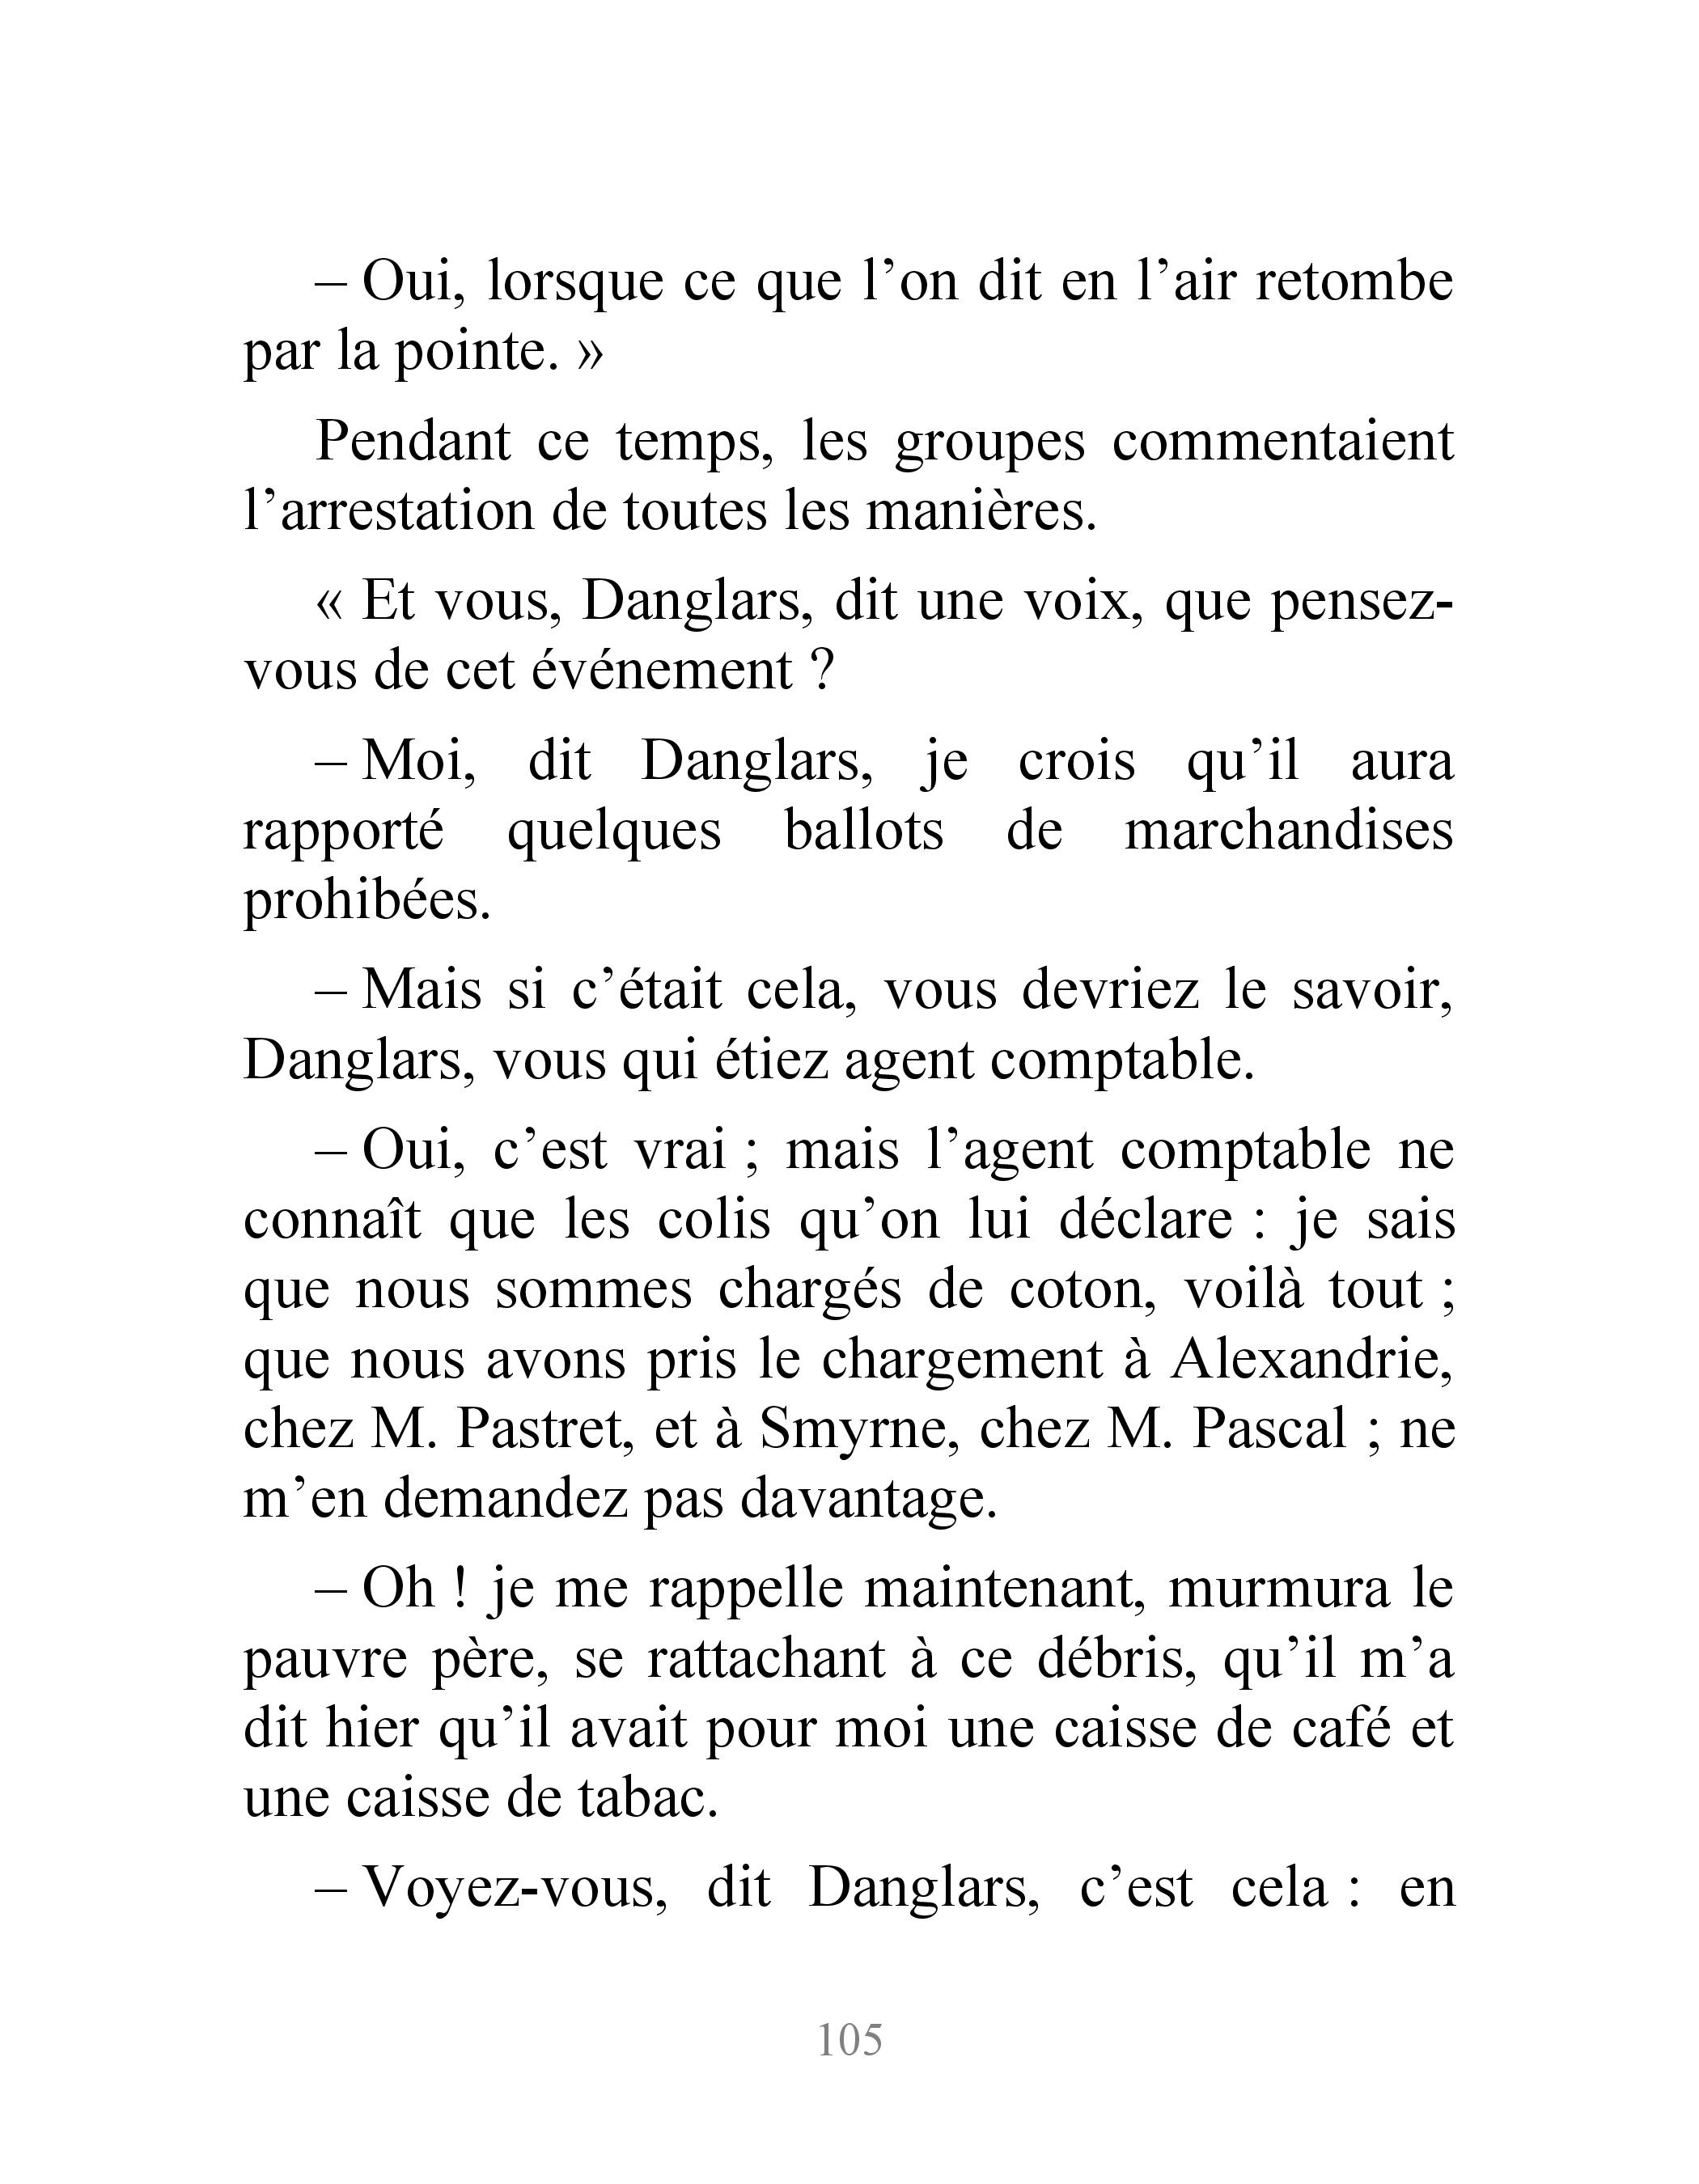 – Oui, lorsque ce que l’on dit en l’air retombe
par la pointe. »
Pendant ce temps, les groupes commentaient
l’arrestation de toutes les manières.
« Et vous, Danglars, dit une voix, que pensez-
vous de cet événement ?
– Moi, dit Danglars, je crois qu’il aura
rapporté quelques ballots de marchandises
prohibées.
– Mais si c’était cela, vous devriez le savoir,
Danglars, vous qui étiez agent comptable.
– Oui, c’est vrai ; mais l’agent comptable ne
connaît que les colis qu’on lui déclare : je sais
que nous sommes chargés de coton, voilà tout ;
que nous avons pris le chargement à Alexandrie,
chez M. Pastret, et à Smyrne, chez M. Pascal ; ne
m’en demandez pas davantage.
– Oh ! je me rappelle maintenant, murmura le
pauvre père, se rattachant à ce débris, qu’il m’a
dit hier qu’il avait pour moi une caisse de café et
une caisse de tabac.
– Voyez-vous, dit Danglars, c’est cela : en
105